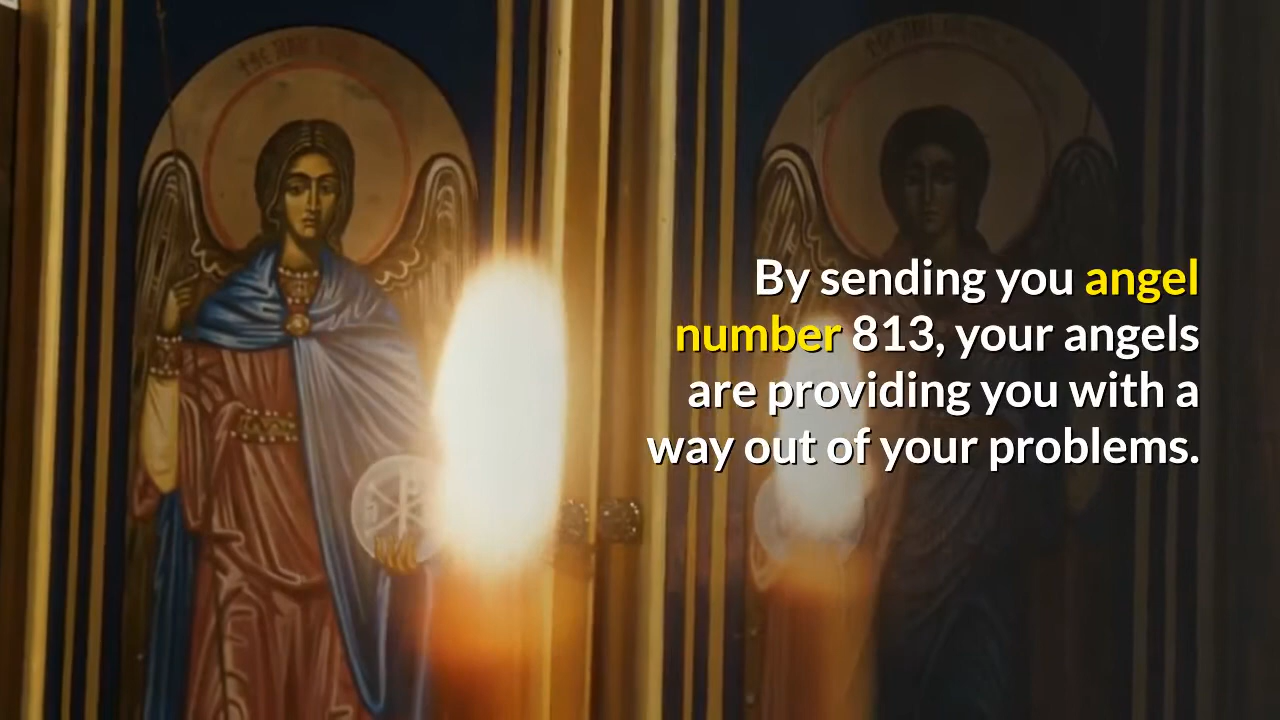 By sending you angel
number 813, your angels
are providing you with a
way out of your problems.